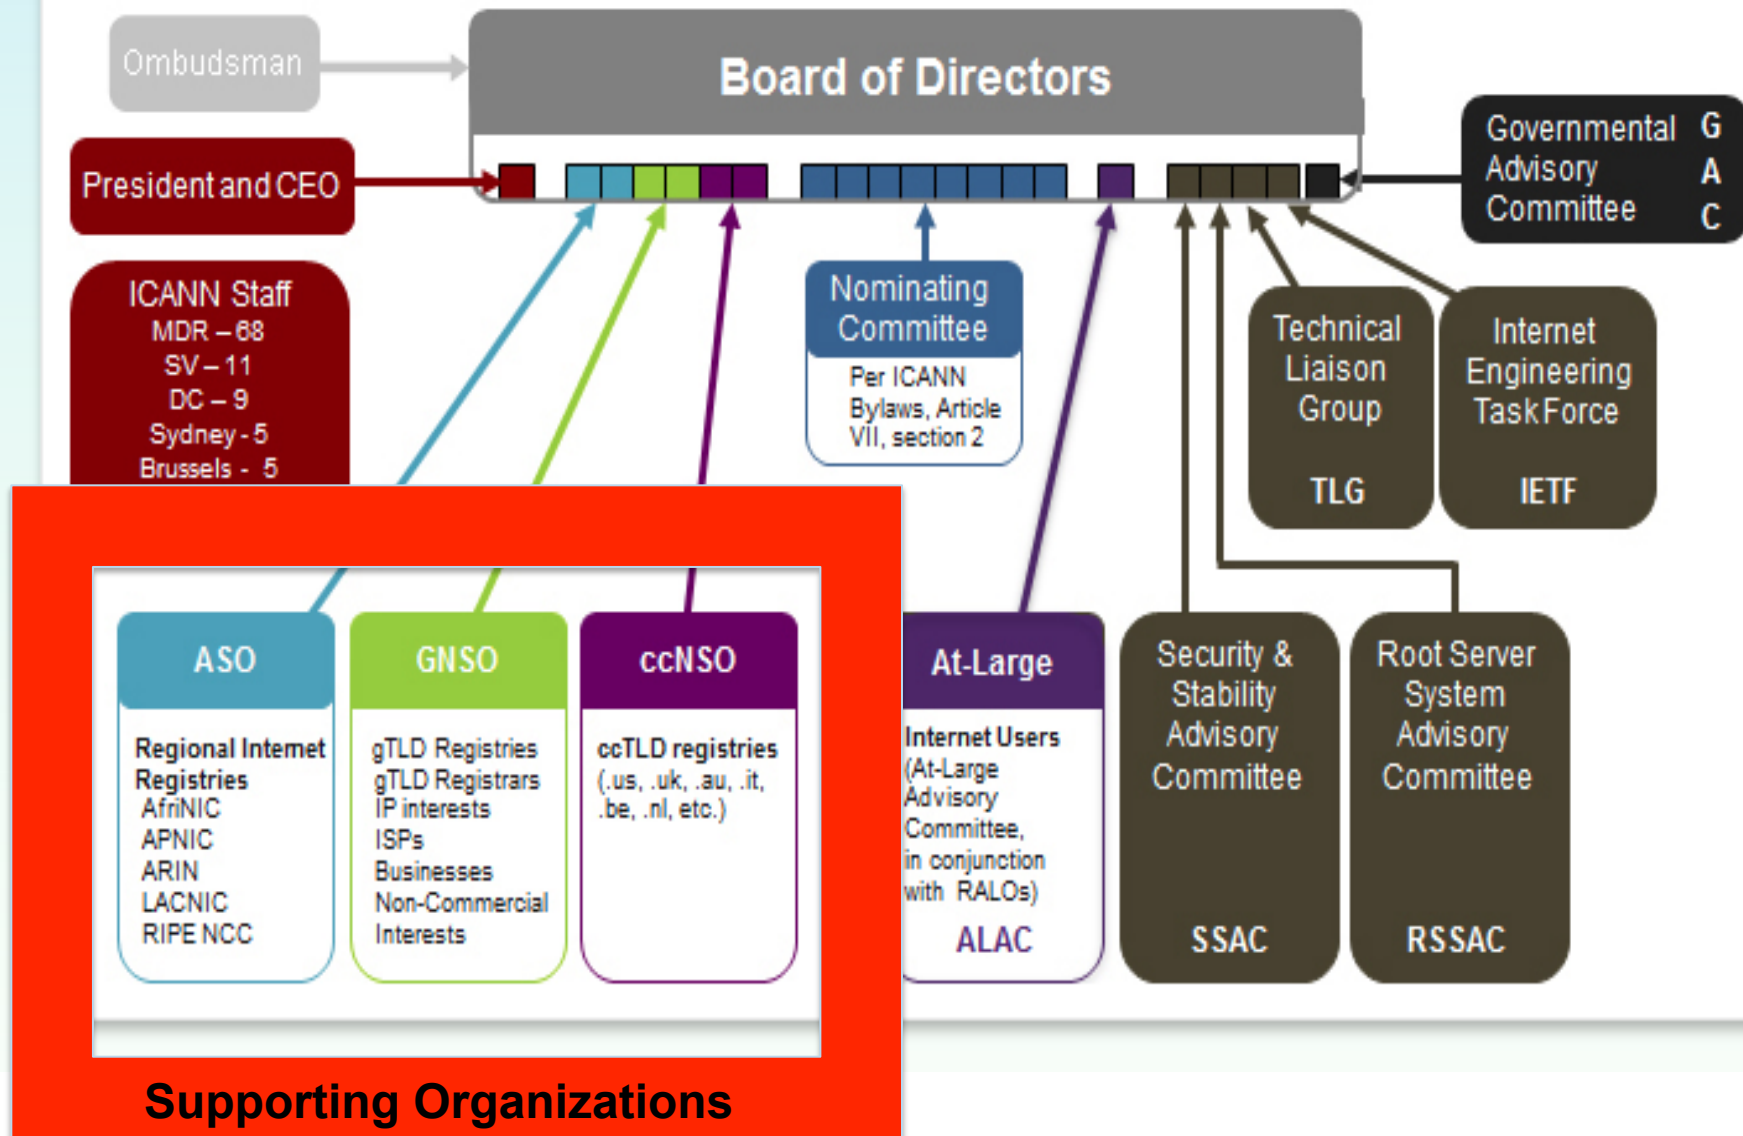 Ombudsman
Board of Directors
Governmental
Advisory
Committee
G
A
C
President and CEO
ICANN Staff
MDR – 68
SV – 11
DC – 9
Sydney - 5
Brussels - 5
Nominating
Committee
Per ICANN
Bylaws, Article
VII, section 2
Technical
Liaison
Group
TLG
Internet
Engineering
Task Force
IETF
ASO
Regional Internet
Registries
AfriNIC
APNIC
ARIN
LACNIC
RIPE NCC
GNSO
gTLD Registries
gTLD Registrars
IP interests
ISPs
Businesses
Non-Commercial
Interests
ccNSO
ccTLD registries
(.us, .uk, .au, .it,
.be, .nl, etc.)
At-Large
Internet Users
(At-Large
Advisory
Committee,
in conjunction
with RALOs)
ALAC
Security &
Stability
Advisory
Committee
SSAC
Root Server
System
Advisory
Committee
RSSAC
Supporting Organizations